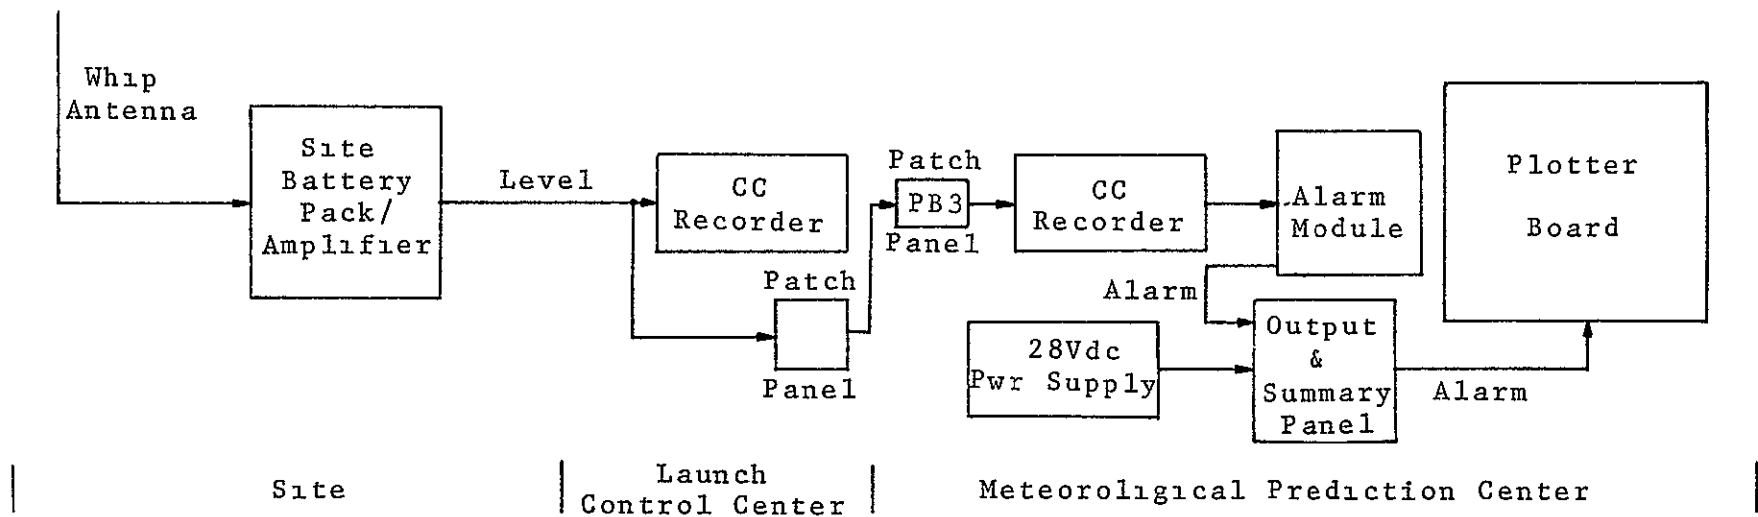 Whip
Antenna
Site
Battery
Pack/
Amplifier
Level
CC
Recorder
Patch
Panel
Patch
PB3
Panel
CC
Recorder
Alarm
Module
Alarm
28Vdc
Pwr Supply
Output
&
Summary
Panel
Alarm
Plotter
Board
Site
Launch
Control Center
Meteoroligical Prediction Center